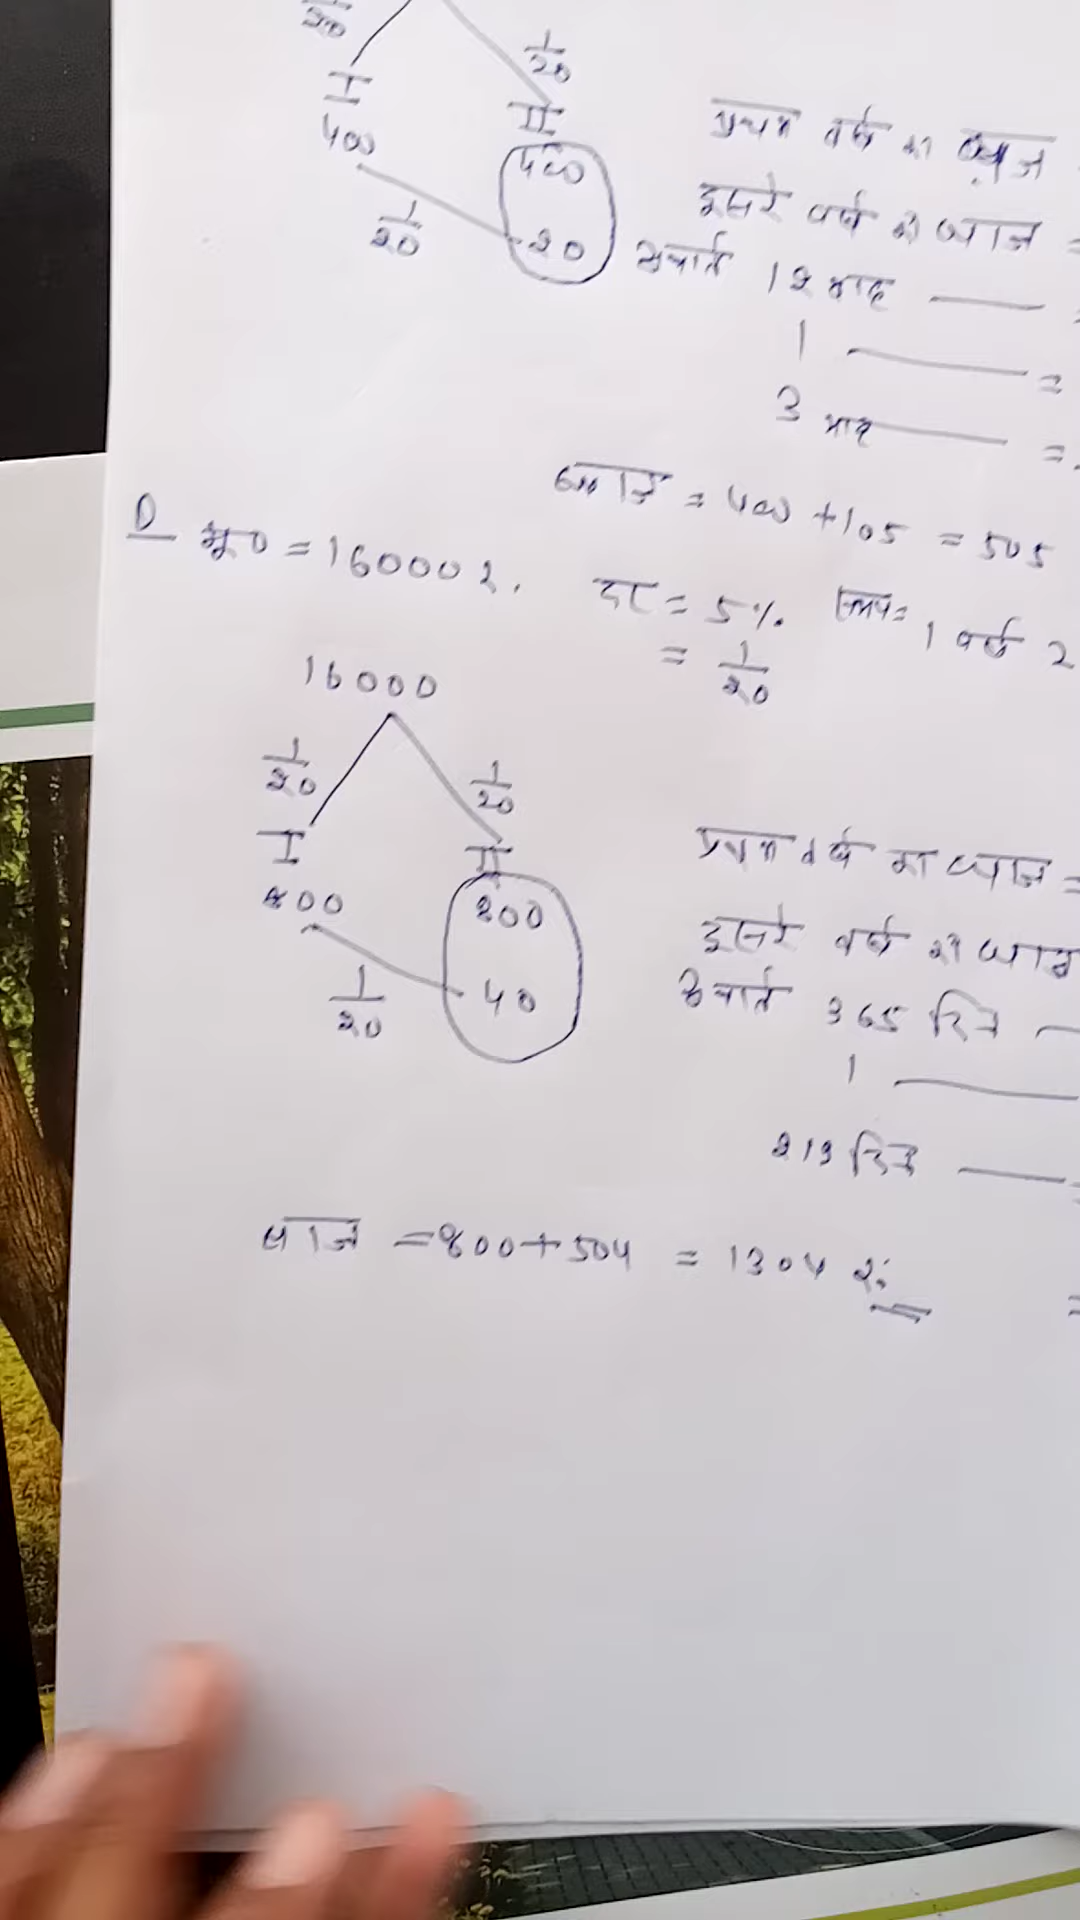 1/20
1/20
I
II
400
400
1/20
20
प्रथम वर्ष का ब्याज
दूसरे वर्ष का ब्याज =
अर्थात 12 माह =
1 =
3 माह =
ब्याज = 400 + 105 = 505
D मू0 = 16000 रु. दर = 5% समय = 1 वर्ष 2
= 1/20
16000
1/20
1/20
I
II
800
800
1/20
40
प्रथम वर्ष का ब्याज =
दूसरे वर्ष का ब्याज
अर्थात 365 दिन
1
219 दिन =
ब्याज = 800 + 504 = 1304 रु.
=